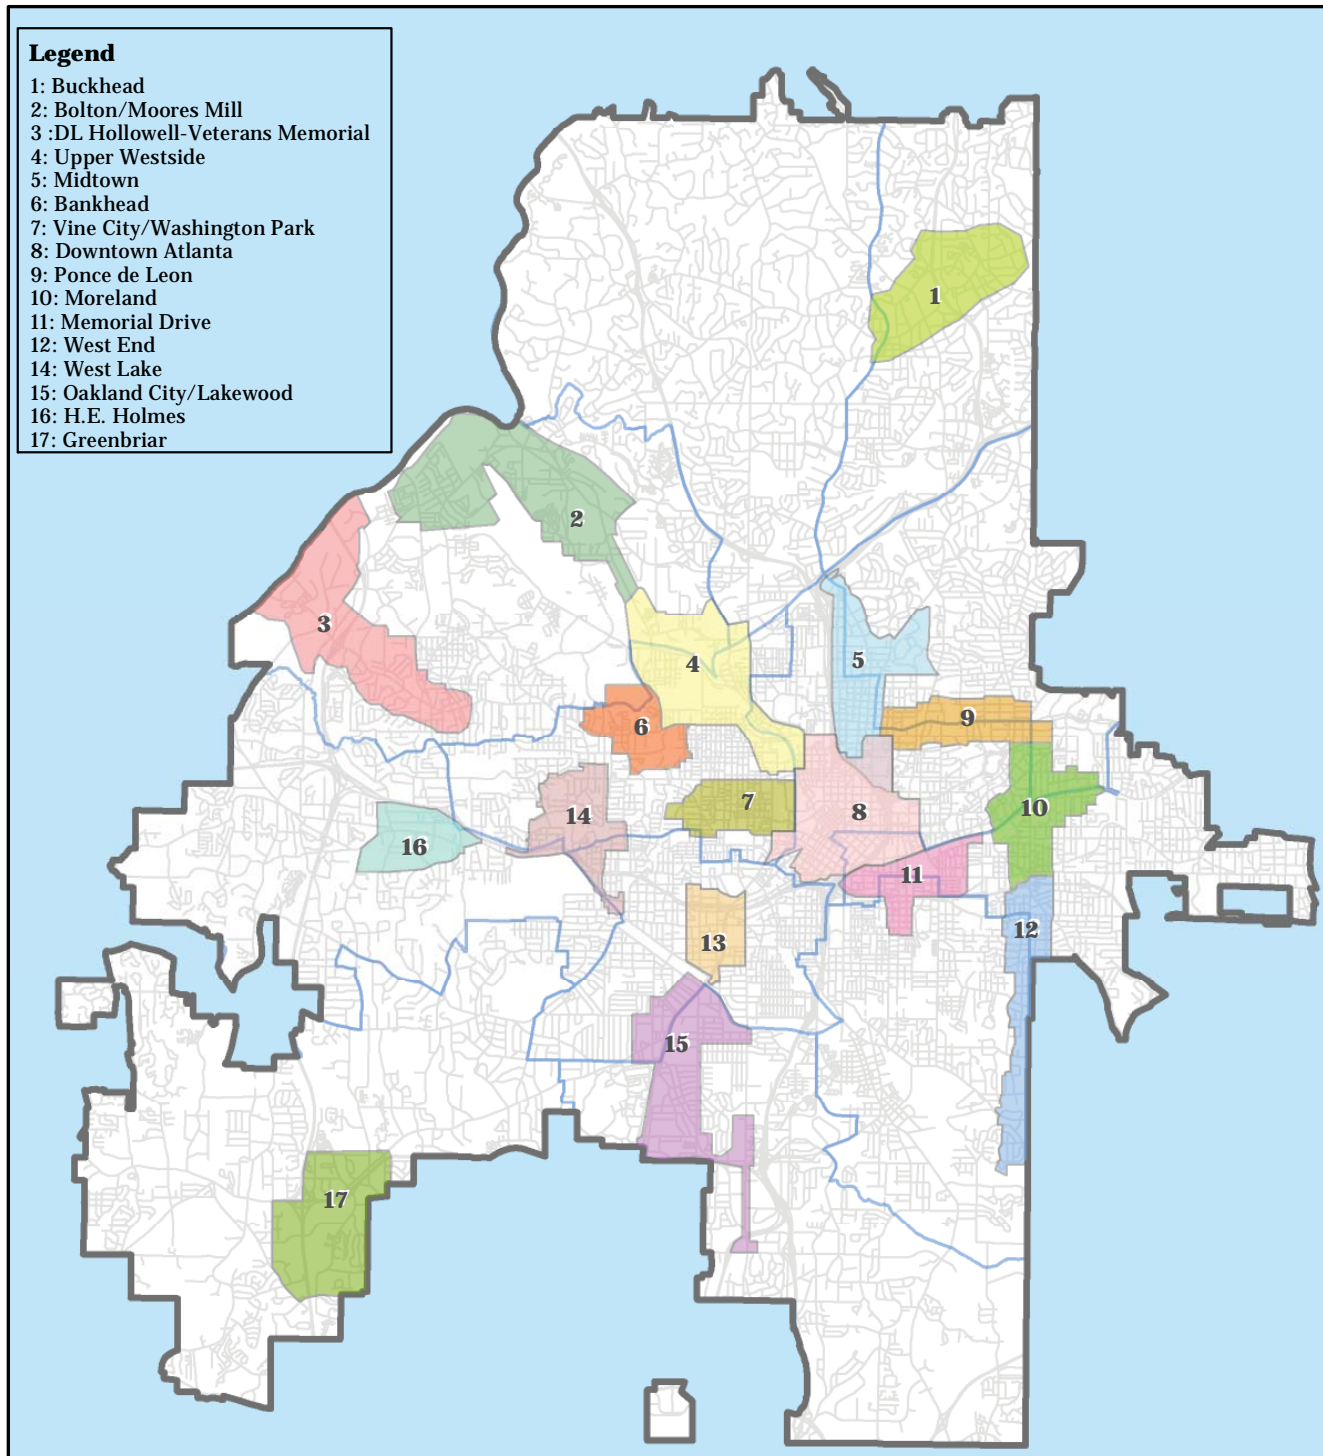 Legend
1: Buckhead
2: Bolton/Moores Mill
3 :DL Hollowell-Veterans Memorial
4: Upper Westside
5: Midtown
6: Bankhead
7: Vine City/Washington Park
8: Downtown Atlanta
9: Ponce de Leon
10: Moreland
11: Memorial Drive
12: West End
14: West Lake
15: Oakland City/Lakewood
16: H.E. Holmes
17: Greenbriar
1
2
3
4
5
6
9
7
8
10
14
16
11
12
13
15
17